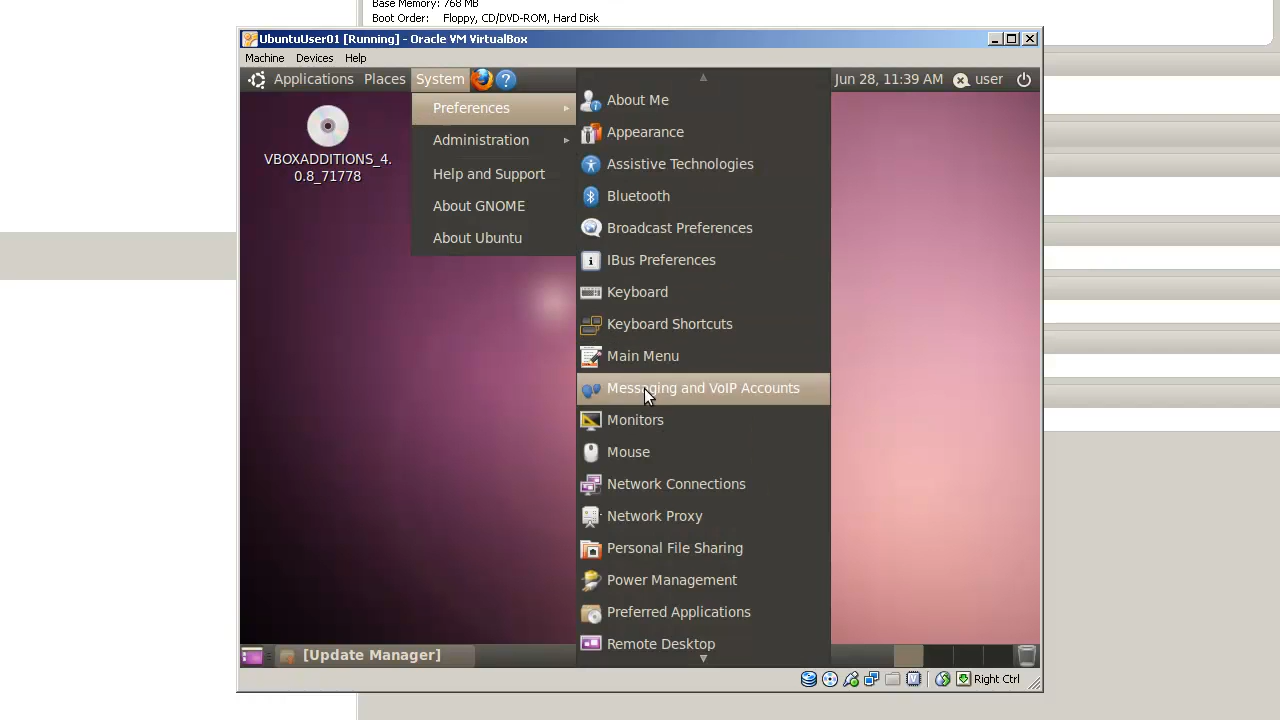 Base Memory: 768 MB
Boot Order: Floppy, CD/DVD-ROM, Hard Disk
UbuntuUser01 [Running] - Oracle VM VirtualBox
Machine Devices Help
Applications Places System ? Jun 28, 11:39 AM user
Preferences
Administration
Help and Support
About GNOME
About Ubuntu
VBOXADDITIONS_4.
0.8_71778
About Me
Appearance
Assistive Technologies
Bluetooth
Broadcast Preferences
IBus Preferences
Keyboard
Keyboard Shortcuts
Main Menu
Messaging and VoIP Accounts
Monitors
Mouse
Network Connections
Network Proxy
Personal File Sharing
Power Management
Preferred Applications
Remote Desktop
[Update Manager]
Right Ctrl